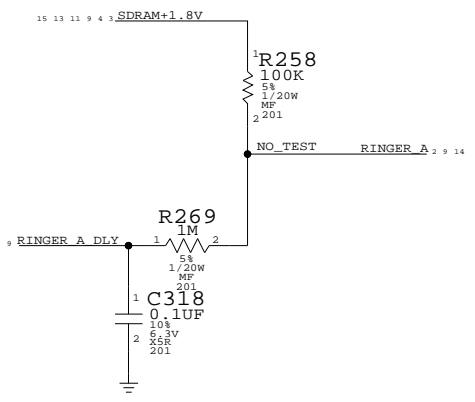 15 13 11 9 4 3 SDRAM+1.8V
1
R258
100K
5%
1/20W
MF
201
2
NO_TEST
RINGER_A 2 9 14
R269
1M
9 RINGER_A_DLY
1 2
5%
1/20W
MF
201
1
C318
0.1UF
10%
6.3V
X5R
201
2